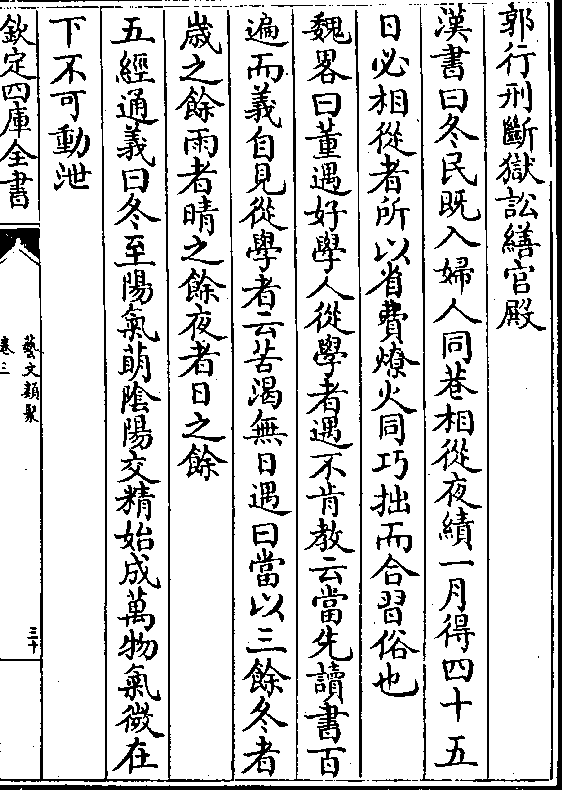 郭行刑斷獄訟繕宫殿
漢書曰冬民既入婦人同巷相從夜績一月得四十五
日必相從者所以省費燎火同巧拙而合習俗也
魏畧曰董遇好學人從學者遇不肯教云當先讀書百
遍而義自見從學者云苦渴無日遇曰當以三餘冬者
歲之餘雨者晴之餘夜者日之餘
五經通義曰冬至陽氣萌陰陽交精始成萬物氣微在
下不可動泄
欽定四庫全書
藝文類聚
卷三
三十